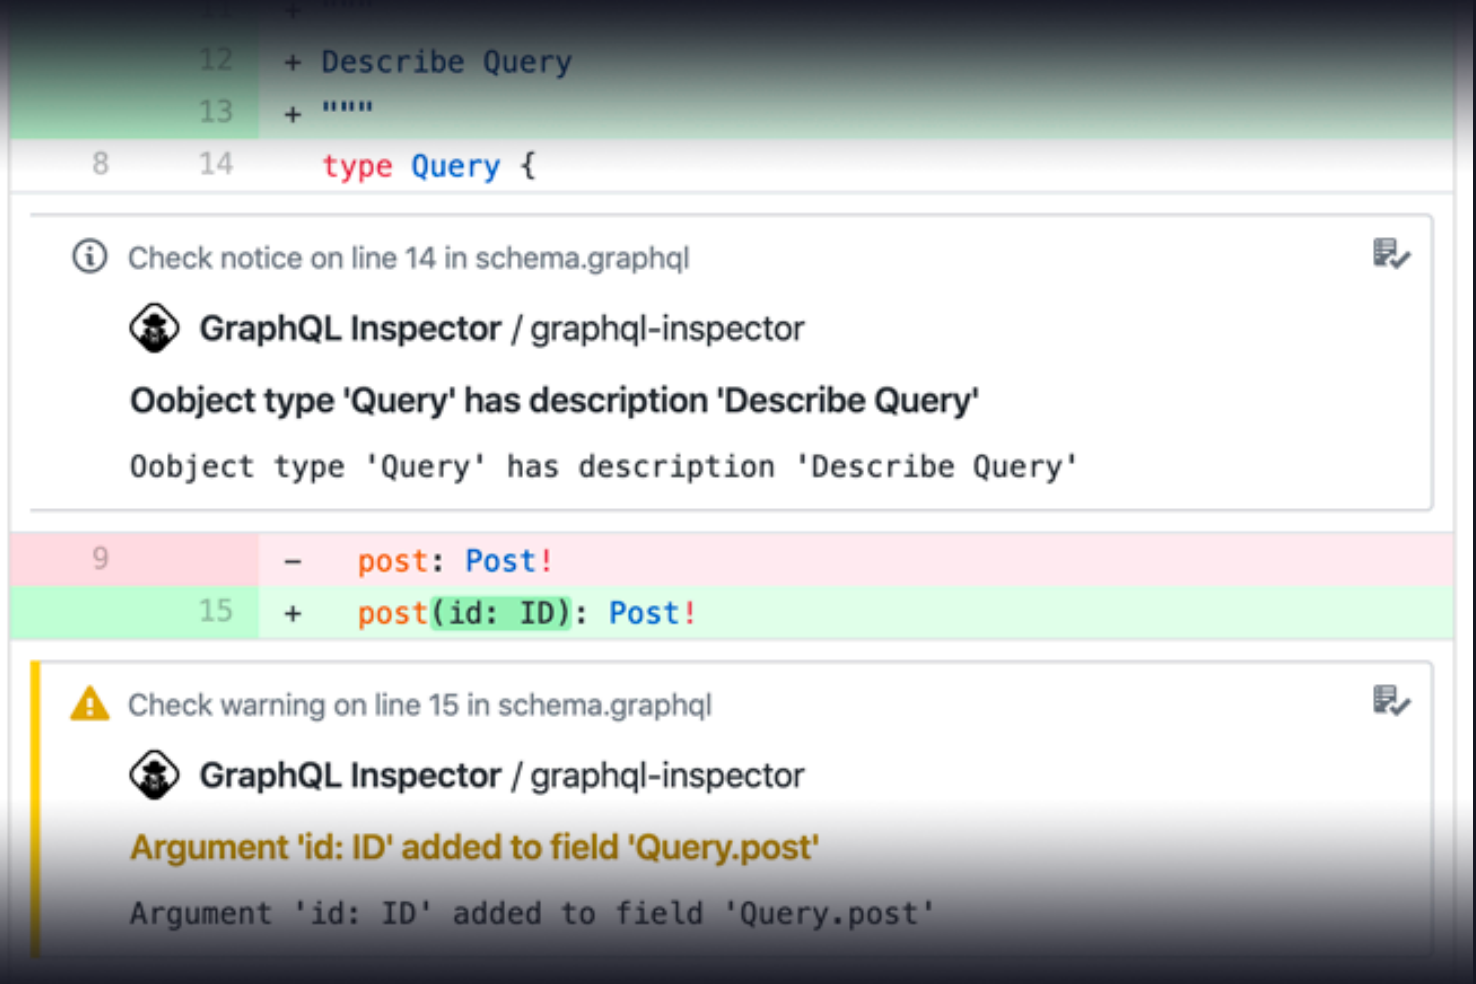 11 + """
12 + Describe Query
13 + """
8 14 type Query {
Check notice on line 14 in schema.graphql
GraphQL Inspector / graphql-inspector
Oobject type 'Query' has description 'Describe Query'
Oobject type 'Query' has description 'Describe Query'
9 - post: Post!
15 + post(id: ID): Post!
Check warning on line 15 in schema.graphql
GraphQL Inspector / graphql-inspector
Argument 'id: ID' added to field 'Query.post'
Argument 'id: ID' added to field 'Query.post'